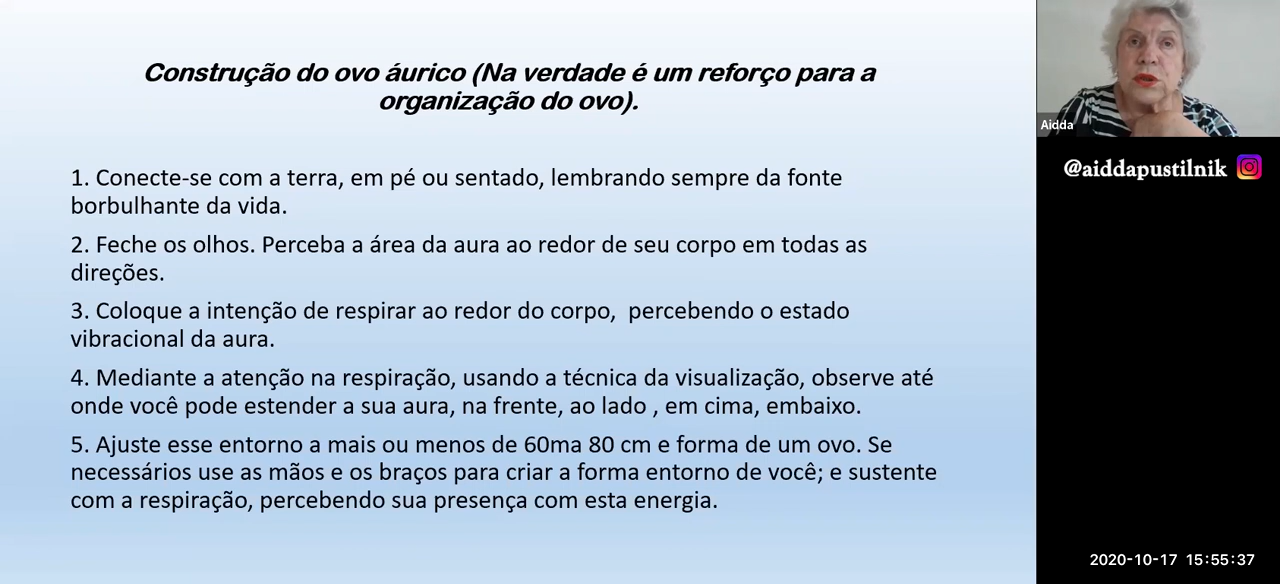 Construção do ovo áurico (Na verdade é um reforço para a
organização do ovo).
1. Conecte-se com a terra, em pé ou sentado, lembrando sempre da fonte
borbulhante da vida.
2. Feche os olhos. Perceba a área da aura ao redor de seu corpo em todas as
direções.
3. Coloque a intenção de respirar ao redor do corpo,  percebendo o estado
vibracional da aura.
4. Mediante a atenção na respiração, usando a técnica da visualização, observe até
onde você pode estender a sua aura, na frente, ao lado , em cima, embaixo.
5. Ajuste esse entorno a mais ou menos de 60ma 80 cm e forma de um ovo. Se
necessários use as mãos e os braços para criar a forma entorno de você; e sustente
com a respiração, percebendo sua presença com esta energia.
Aidda
@aiddapustilnik
2020-10-17 15:55:37